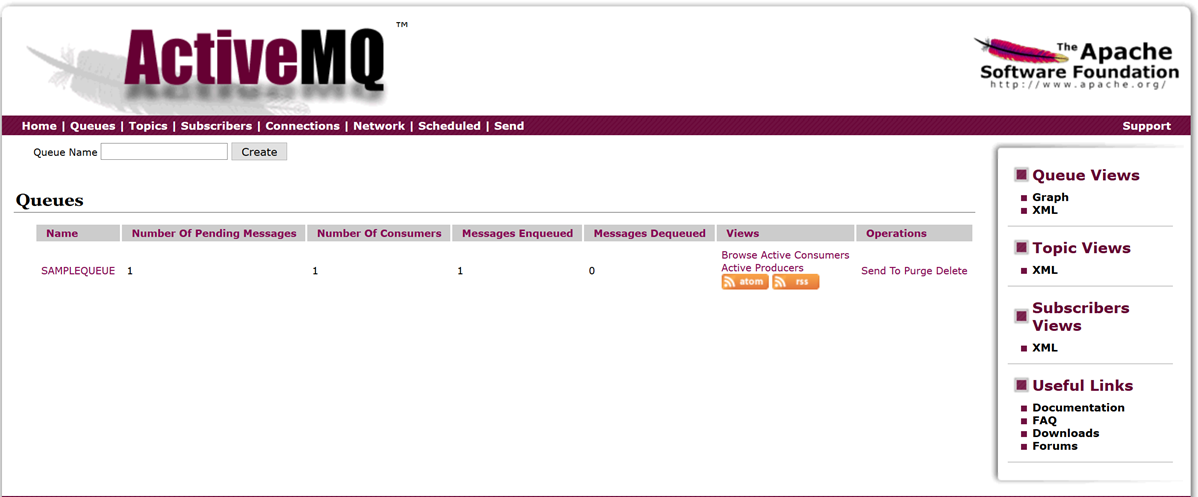 ActiveMQ™
The Apache
Software Foundation
http://www.apache.org/
Home | Queues | Topics | Subscribers | Connections | Network | Scheduled | Send
Support
Queue Name
Create
Queues
Name Number Of Pending Messages Number Of Consumers Messages Enqueued Messages Dequeued Views Operations
SAMPLEQUEUE 1 1 1 0
Browse Active Consumers
Active Producers
atom rss
Send To Purge Delete
Queue Views
Graph
XML
Topic Views
XML
Subscribers
Views
XML
Useful Links
Documentation
FAQ
Downloads
Forums